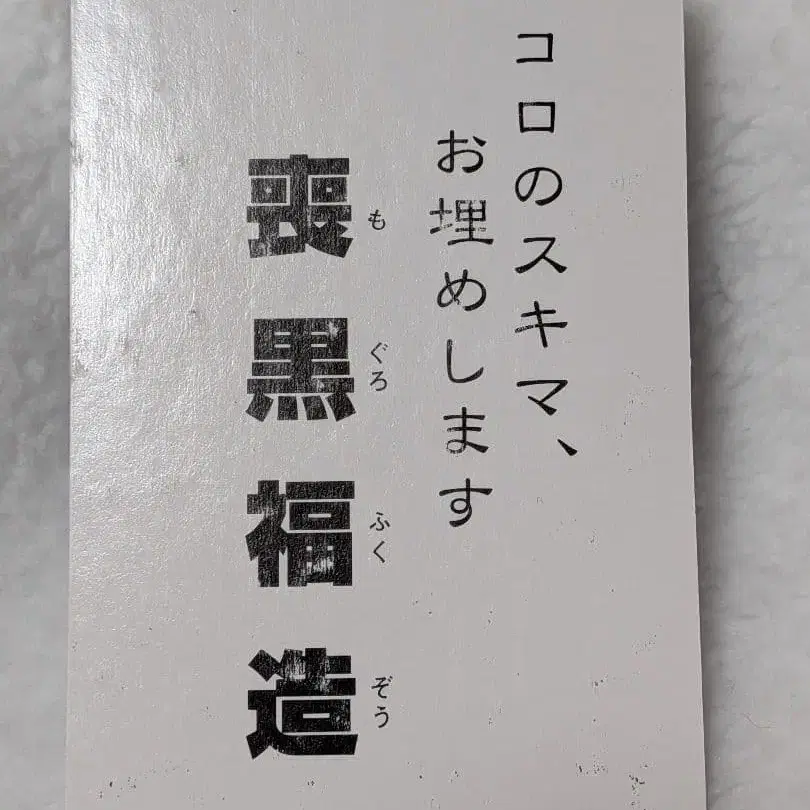 コロのスキマ、
お埋めします
喪黒福造
もぐろふくぞう